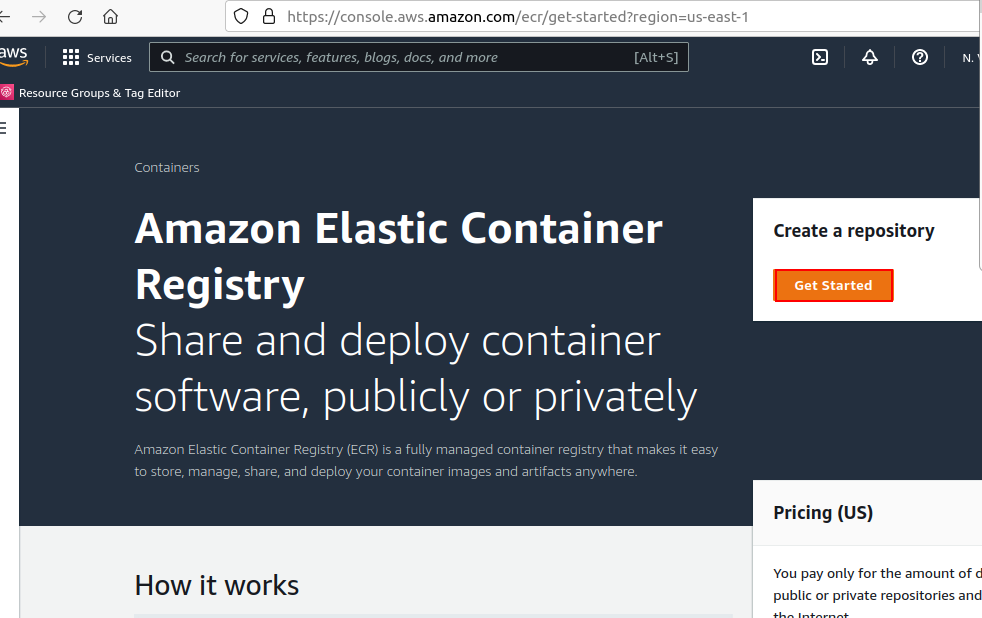 https://console.aws.amazon.com/ecr/get-started?region=us-east-1
aws
Services
Search for services, features, blogs, docs, and more
[Alt+S]
N.
Resource Groups & Tag Editor
Containers
Amazon Elastic Container
Registry
Share and deploy container
software, publicly or privately
Amazon Elastic Container Registry (ECR) is a fully managed container registry that makes it easy
to store, manage, share, and deploy your container images and artifacts anywhere.
Create a repository
Get Started
Pricing (US)
You pay only for the amount of d
public or private repositories and
the Internet.
How it works